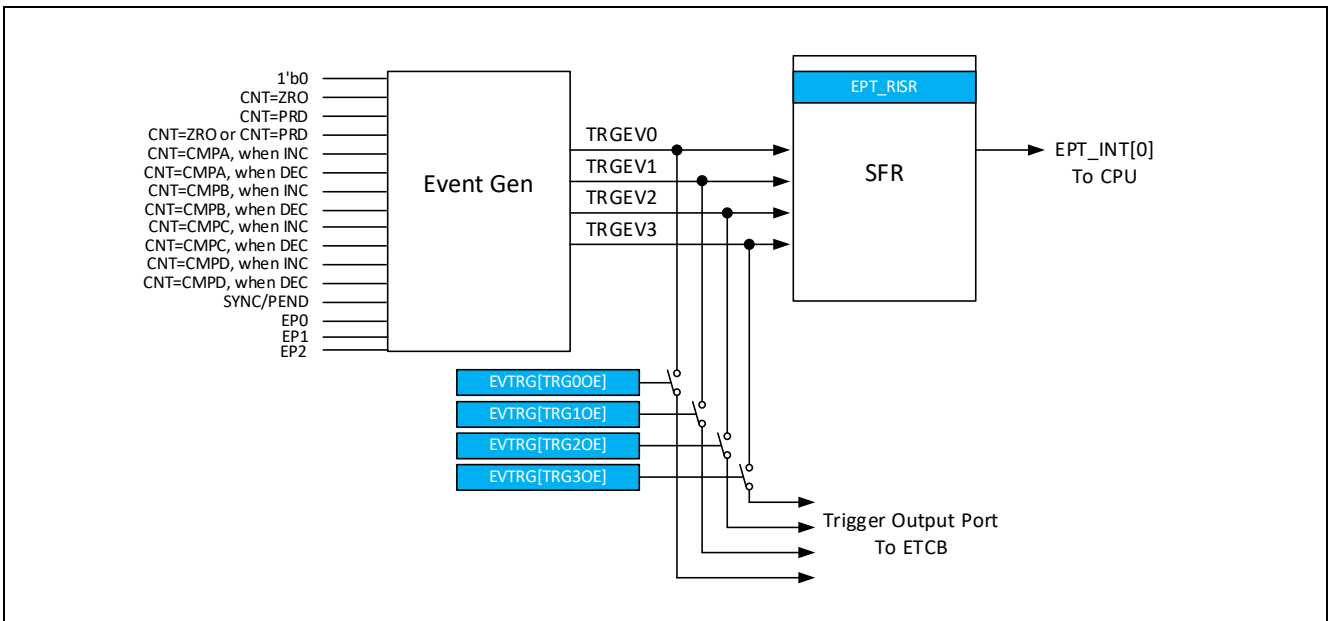 1'b0
CNT=ZRO
CNT=PRD
CNT=ZRO or CNT=PRD
CNT=CMPA, when INC
CNT=CMPA, when DEC
CNT=CMPB, when INC
CNT=CMPB, when DEC
CNT=CMPC, when INC
CNT=CMPC, when DEC
CNT=CMPD, when INC
CNT=CMPD, when DEC
SYNC/PEND
EP0
EP1
EP2
Event Gen
TRGEV0
TRGEV1
TRGEV2
TRGEV3
EPT_RISR
SFR
EPT_INT[0]
To CPU
EVTRG[TRG0OE]
EVTRG[TRG1OE]
EVTRG[TRG2OE]
EVTRG[TRG3OE]
Trigger Output Port
To ETCB